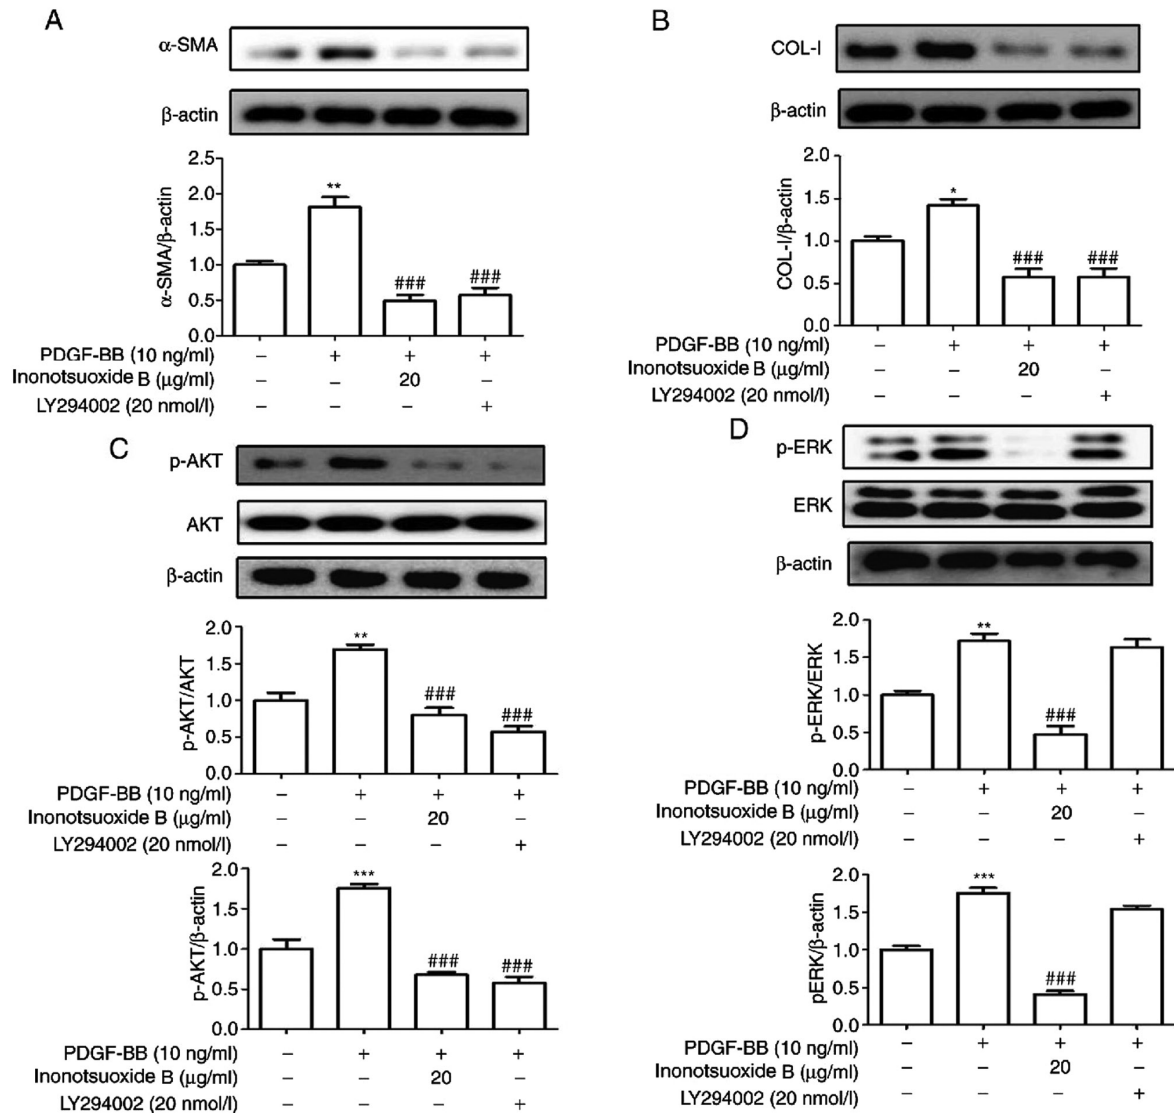 A
α-SMA
β-actin
α-SMA/β-actin
2.5
2.0
1.5
1.0
0.5
0.0
**
###
###
PDGF-BB (10 ng/ml) – + + +
Inonotsuoxide B (μg/ml) – – 20 –
LY294002 (20 nmol/l) – – – +
B
COL-I
β-actin
COL-I/β-actin
2.0
1.5
1.0
0.5
0.0
*
###
###
PDGF-BB (10 ng/ml) – + + +
Inonotsuoxide B (μg/ml) – – 20 –
LY294002 (20 nmol/l) – – – +
C
p-AKT
AKT
β-actin
p-AKT/AKT
2.0
1.5
1.0
0.5
0.0
**
###
###
PDGF-BB (10 ng/ml) – + + +
Inonotsuoxide B (μg/ml) – – 20 –
LY294002 (20 nmol/l) – – – +
p-AKT/β-actin
2.0
1.5
1.0
0.5
0.0
***
###
###
PDGF-BB (10 ng/ml) – + + +
Inonotsuoxide B (μg/ml) – – 20 –
LY294002 (20 nmol/l) – – – +
D
p-ERK
ERK
β-actin
p-ERK/ERK
2.0
1.5
1.0
0.5
0.0
**
###
PDGF-BB (10 ng/ml) – + + +
Inonotsuoxide B (μg/ml) – – 20 –
LY294002 (20 nmol/l) – – – +
pERK/β-actin
2.0
1.5
1.0
0.5
0.0
***
###
PDGF-BB (10 ng/ml) – + + +
Inonotsuoxide B (μg/ml) – – 20 –
LY294002 (20 nmol/l) – – – +